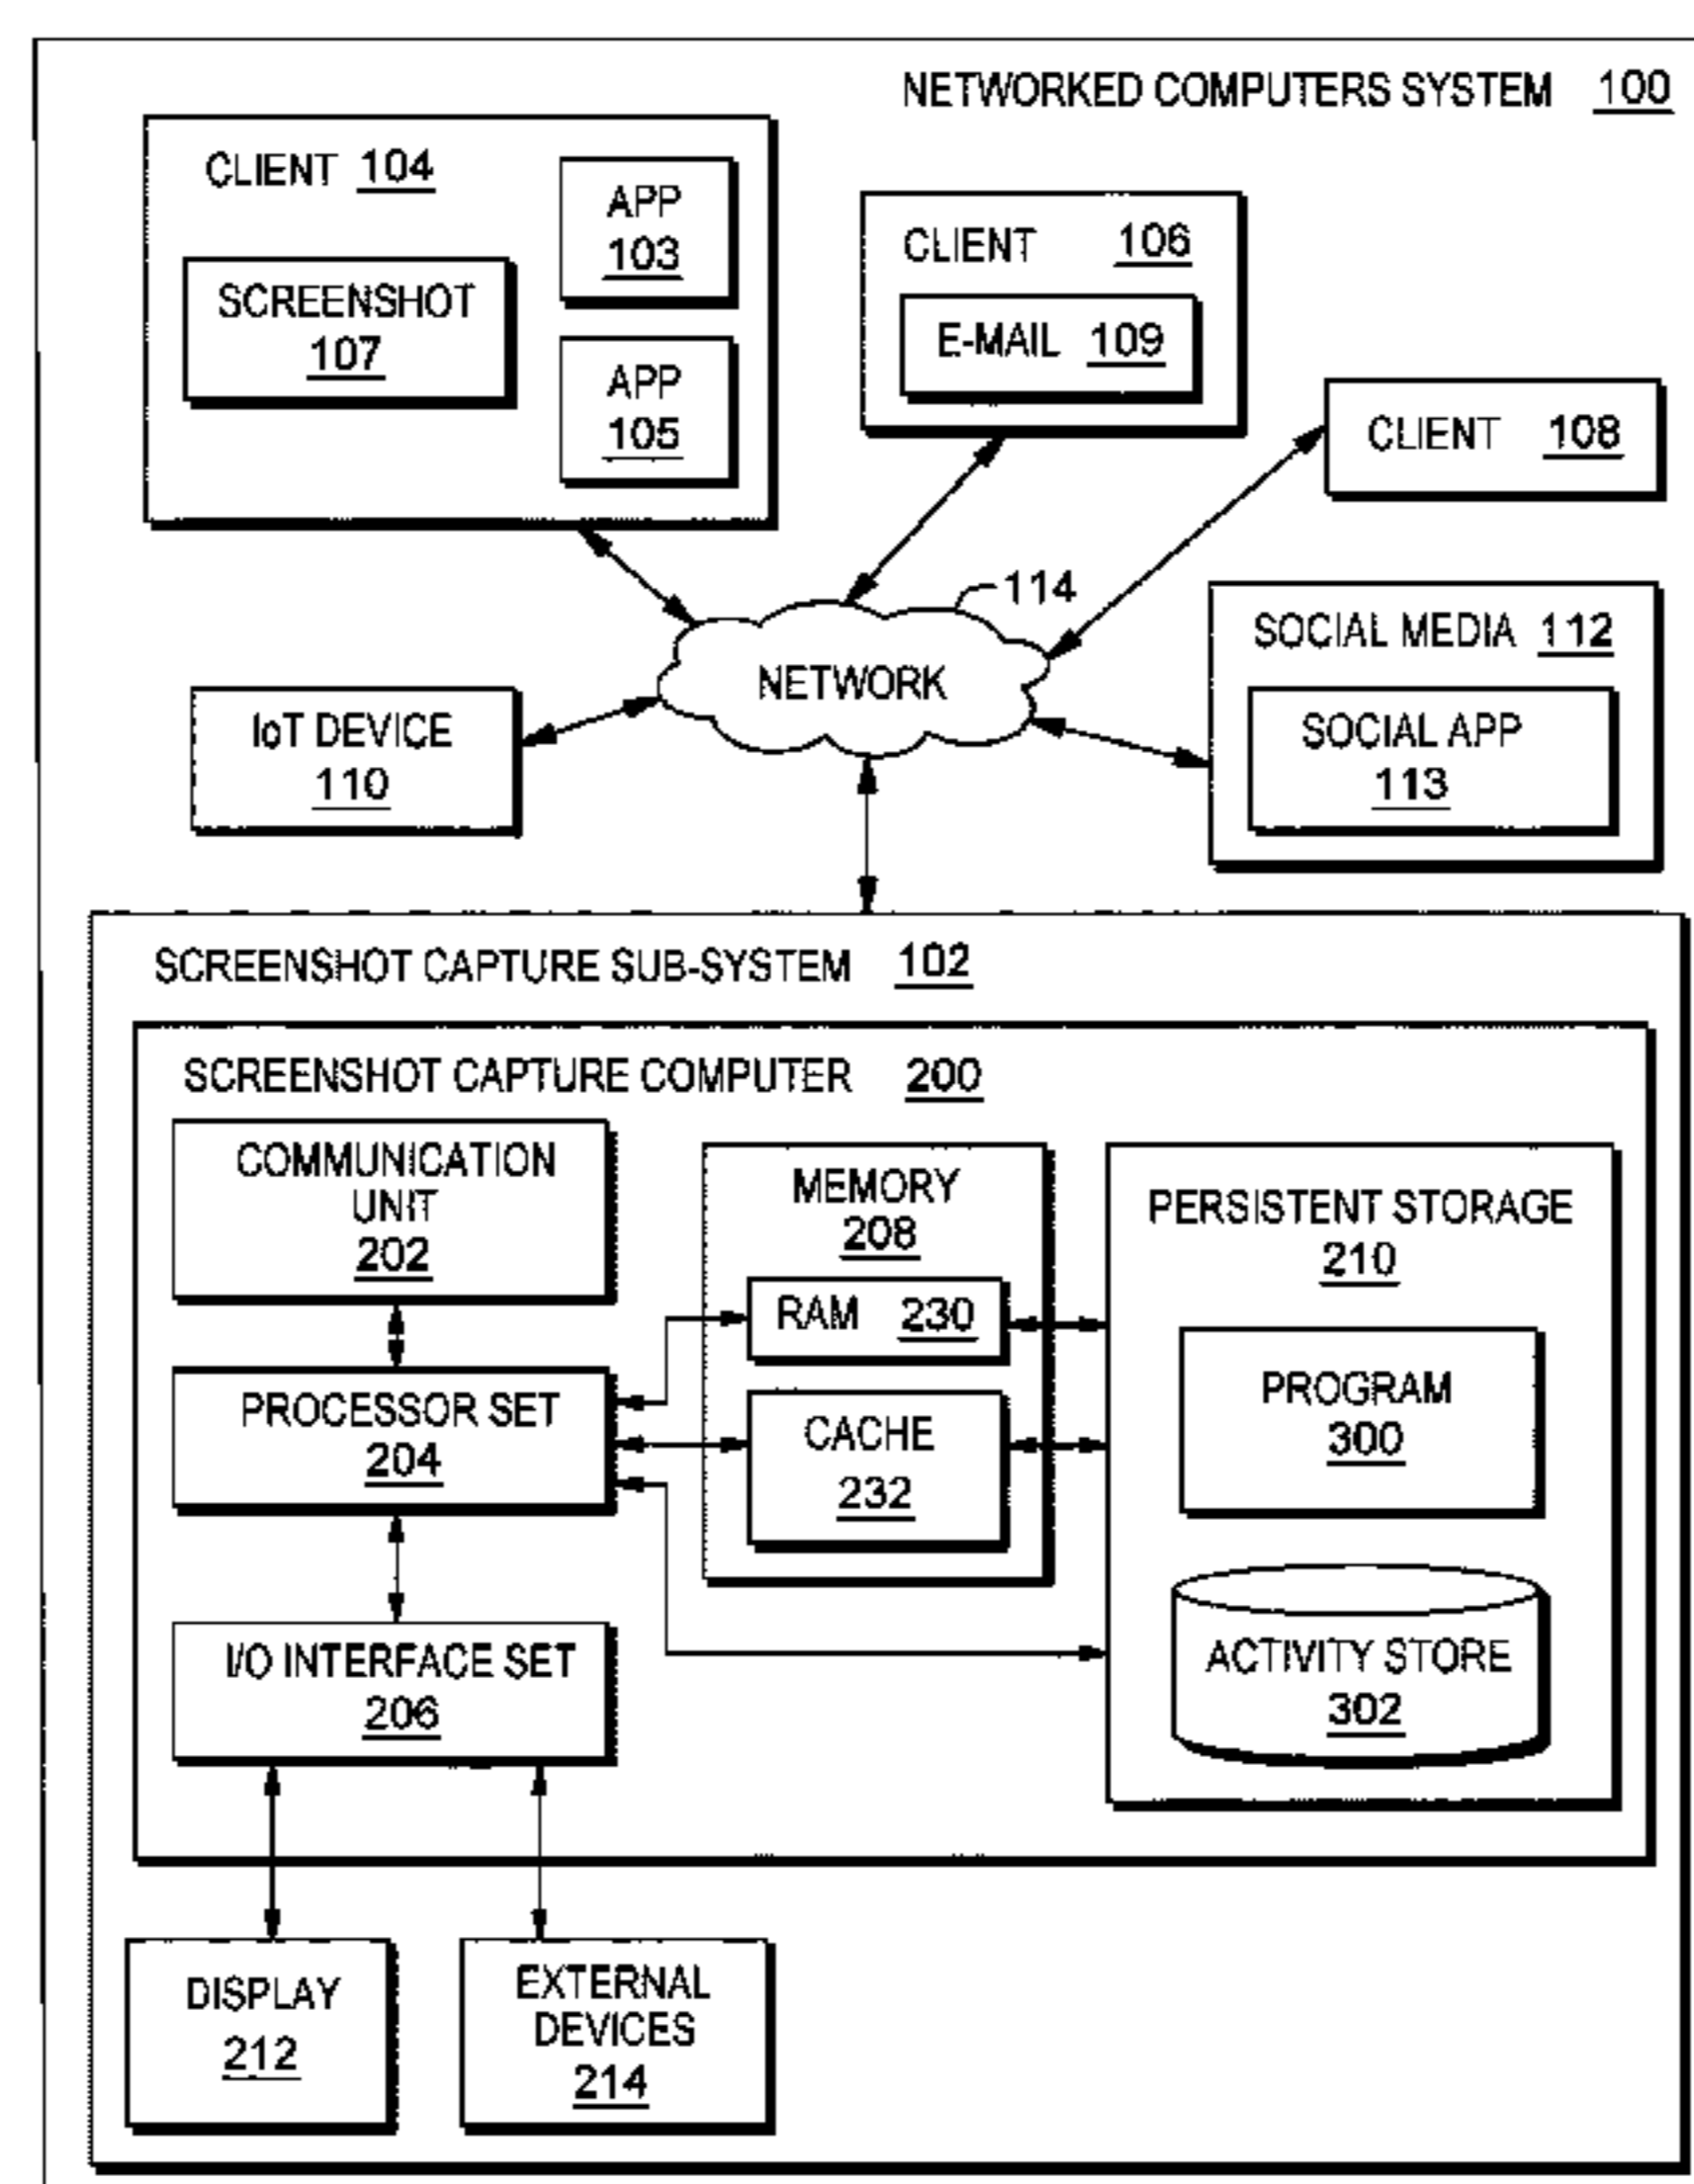 NETWORKED COMPUTERS SYSTEM 100
CLIENT 104
APP
103
SCREENSHOT
107
APP
105
CLIENT 106
E-MAIL 109
CLIENT 108
114
NETWORK
SOCIAL MEDIA 112
SOCIAL APP
113
IoT DEVICE
110
SCREENSHOT CAPTURE SUB-SYSTEM 102
SCREENSHOT CAPTURE COMPUTER 200
COMMUNICATION
UNIT
202
MEMORY
208
RAM 230
CACHE
232
PERSISTENT STORAGE
210
PROGRAM
300
ACTIVITY STORE
302
PROCESSOR SET
204
I/O INTERFACE SET
206
DISPLAY
212
EXTERNAL
DEVICES
214